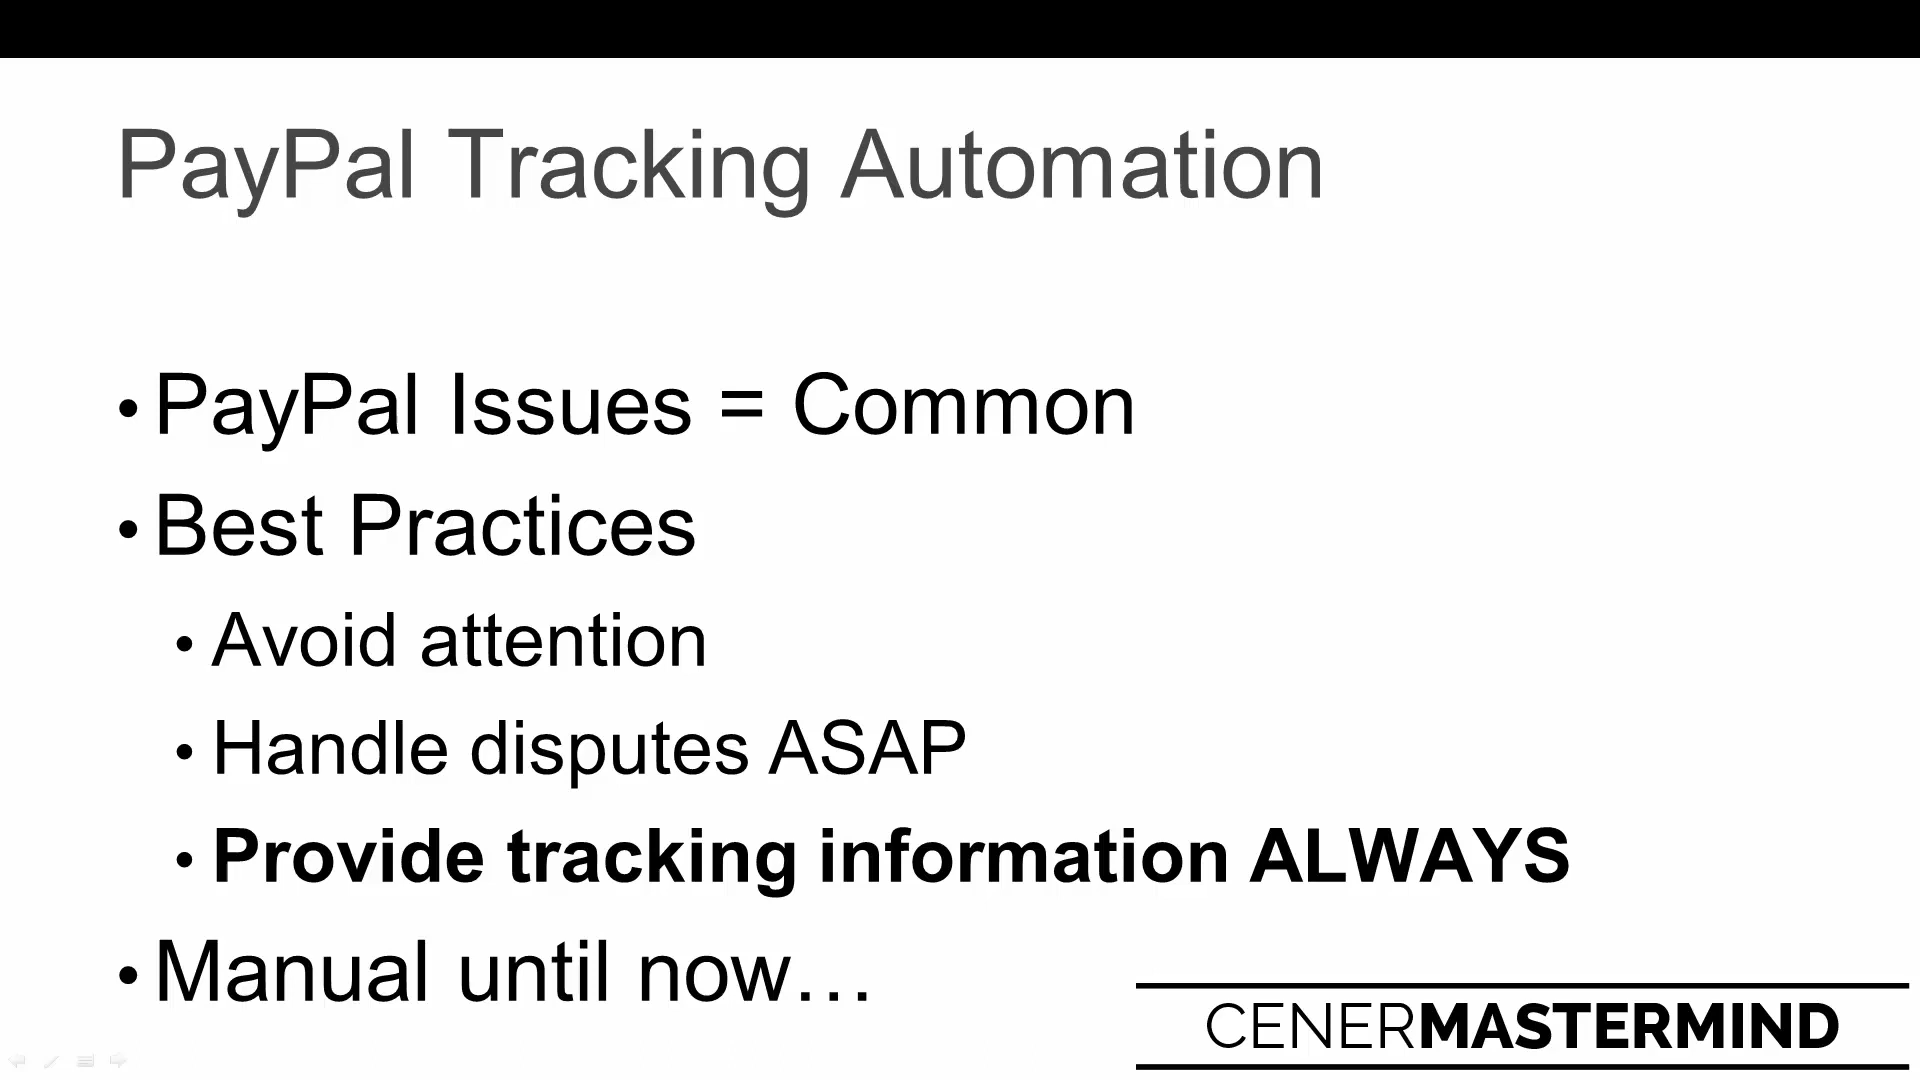 PayPal Tracking Automation
• PayPal Issues = Common
• Best Practices
• Avoid attention
• Handle disputes ASAP
• Provide tracking information ALWAYS
• Manual until now…
CENERMASTERMIND